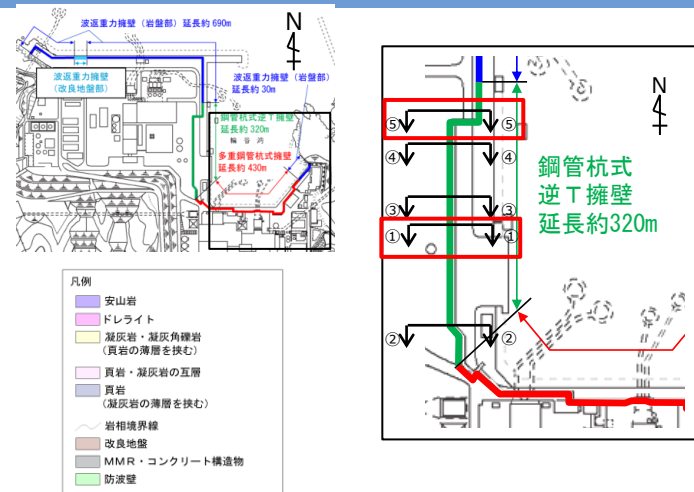 波返重力擁壁（岩盤部）延長約690m
N
波返重力擁壁
（改良地盤部）
波返重力擁壁（岩盤部）
延長約30m
鋼管杭式逆T擁壁
延長約320m
輪谷湾
多重鋼管杭式擁壁
延長約430m
凡例
安山岩
ドレライト
凝灰岩・凝灰角礫岩
（頁岩の薄層を挟む）
頁岩・凝灰岩の互層
頁岩
（凝灰岩の薄層を挟む）
岩相境界線
改良地盤
MMR・コンクリート構造物
防波壁
N
⑤ ⑤
④ ④
鋼管杭式
逆T擁壁
延長約320m
③ ③
① ①
② ②